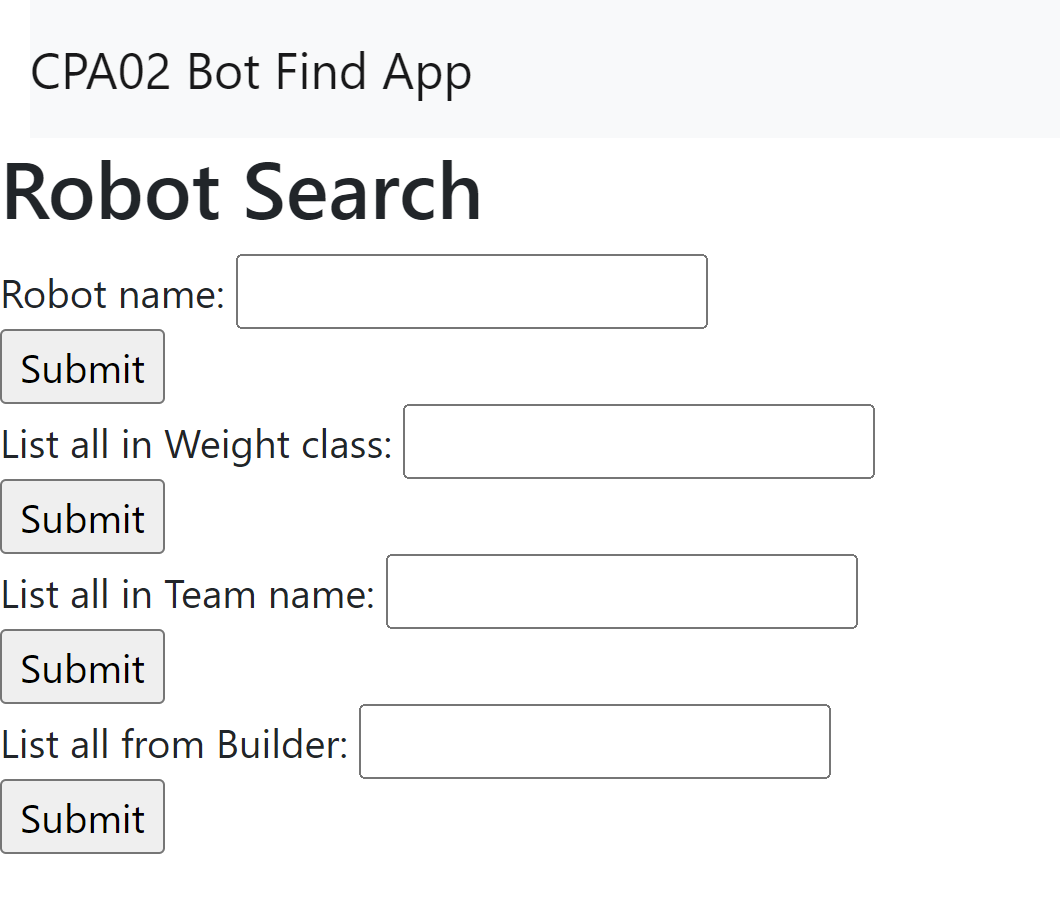 CPA02 Bot Find App
Robot Search
Robot name:
Submit
List all in Weight class:
Submit
List all in Team name:
Submit
List all from Builder:
Submit